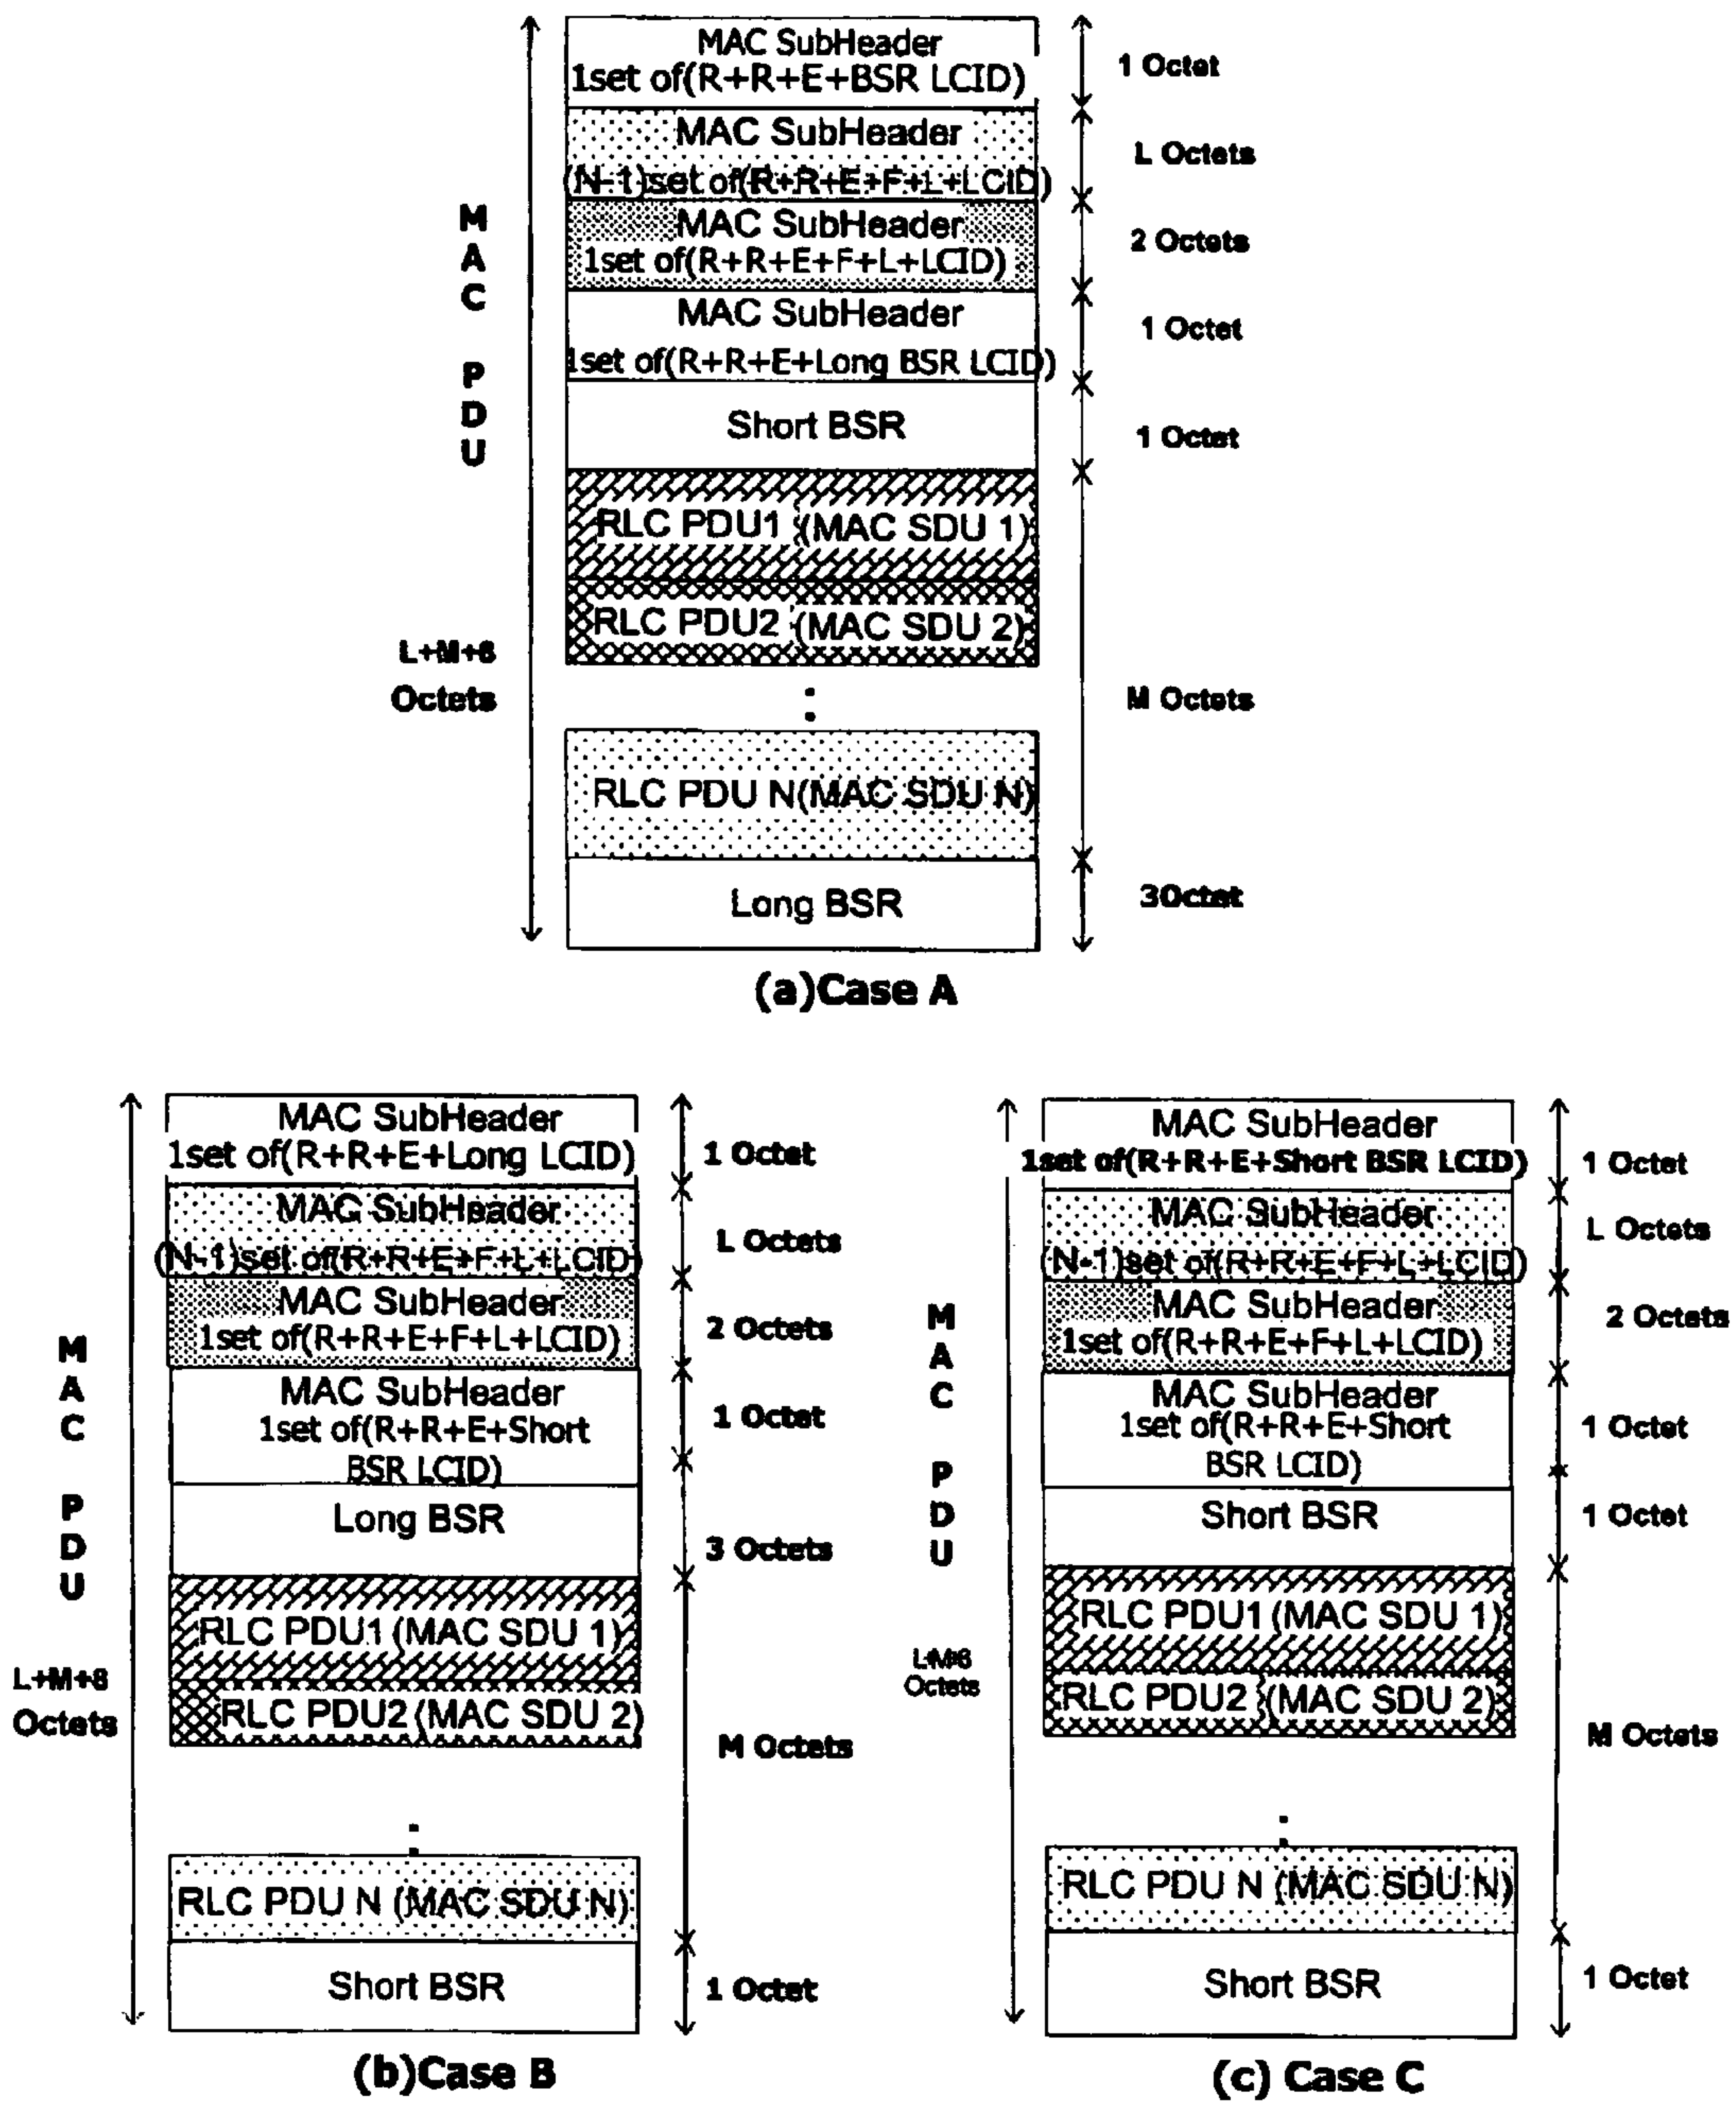 MAC SubHeader
1set of(R+R+E+BSR LCID)
1 Octet
MAC SubHeader
(N-1)set of(R+R+E+F+L+LCID)
L Octets
MAC SubHeader
1set of(R+R+E+F+L+LCID)
2 Octets
MAC SubHeader
1set of(R+R+E+Long BSR LCID)
1 Octet
Short BSR
1 Octet
RLC PDU1 (MAC SDU 1)
RLC PDU2 (MAC SDU 2)
:
RLC PDU N(MAC SDU N)
M Octets
Long BSR
3Octet
MAC PDU
L+M+8
Octets
(a)Case A
MAC SubHeader
1set of(R+R+E+Long LCID)
1 Octet
MAC SubHeader
(N-1)set of(R+R+E+F+L+LCID)
L Octets
MAC SubHeader
1set of(R+R+E+F+L+LCID)
2 Octets
MAC SubHeader
1set of(R+R+E+Short
BSR LCID)
1 Octet
Long BSR
3 Octets
RLC PDU1 (MAC SDU 1)
RLC PDU2 (MAC SDU 2)
:
RLC PDU N (MAC SDU N)
M Octets
Short BSR
1 Octet
MAC PDU
L+M+8
Octets
(b)Case B
MAC SubHeader
1set of(R+R+E+Short BSR LCID)
1 Octet
MAC SubHeader
(N-1)set of(R+R+E+F+L+LCID)
L Octets
MAC SubHeader
1set of(R+R+E+F+L+LCID)
2 Octets
MAC SubHeader
1set of(R+R+E+Short
BSR LCID)
1 Octet
Short BSR
1 Octet
RLC PDU1 (MAC SDU 1)
RLC PDU2 (MAC SDU 2)
:
RLC PDU N (MAC SDU N)
M Octets
Short BSR
1 Octet
MAC PDU
L+M+6
Octets
(c) Case C